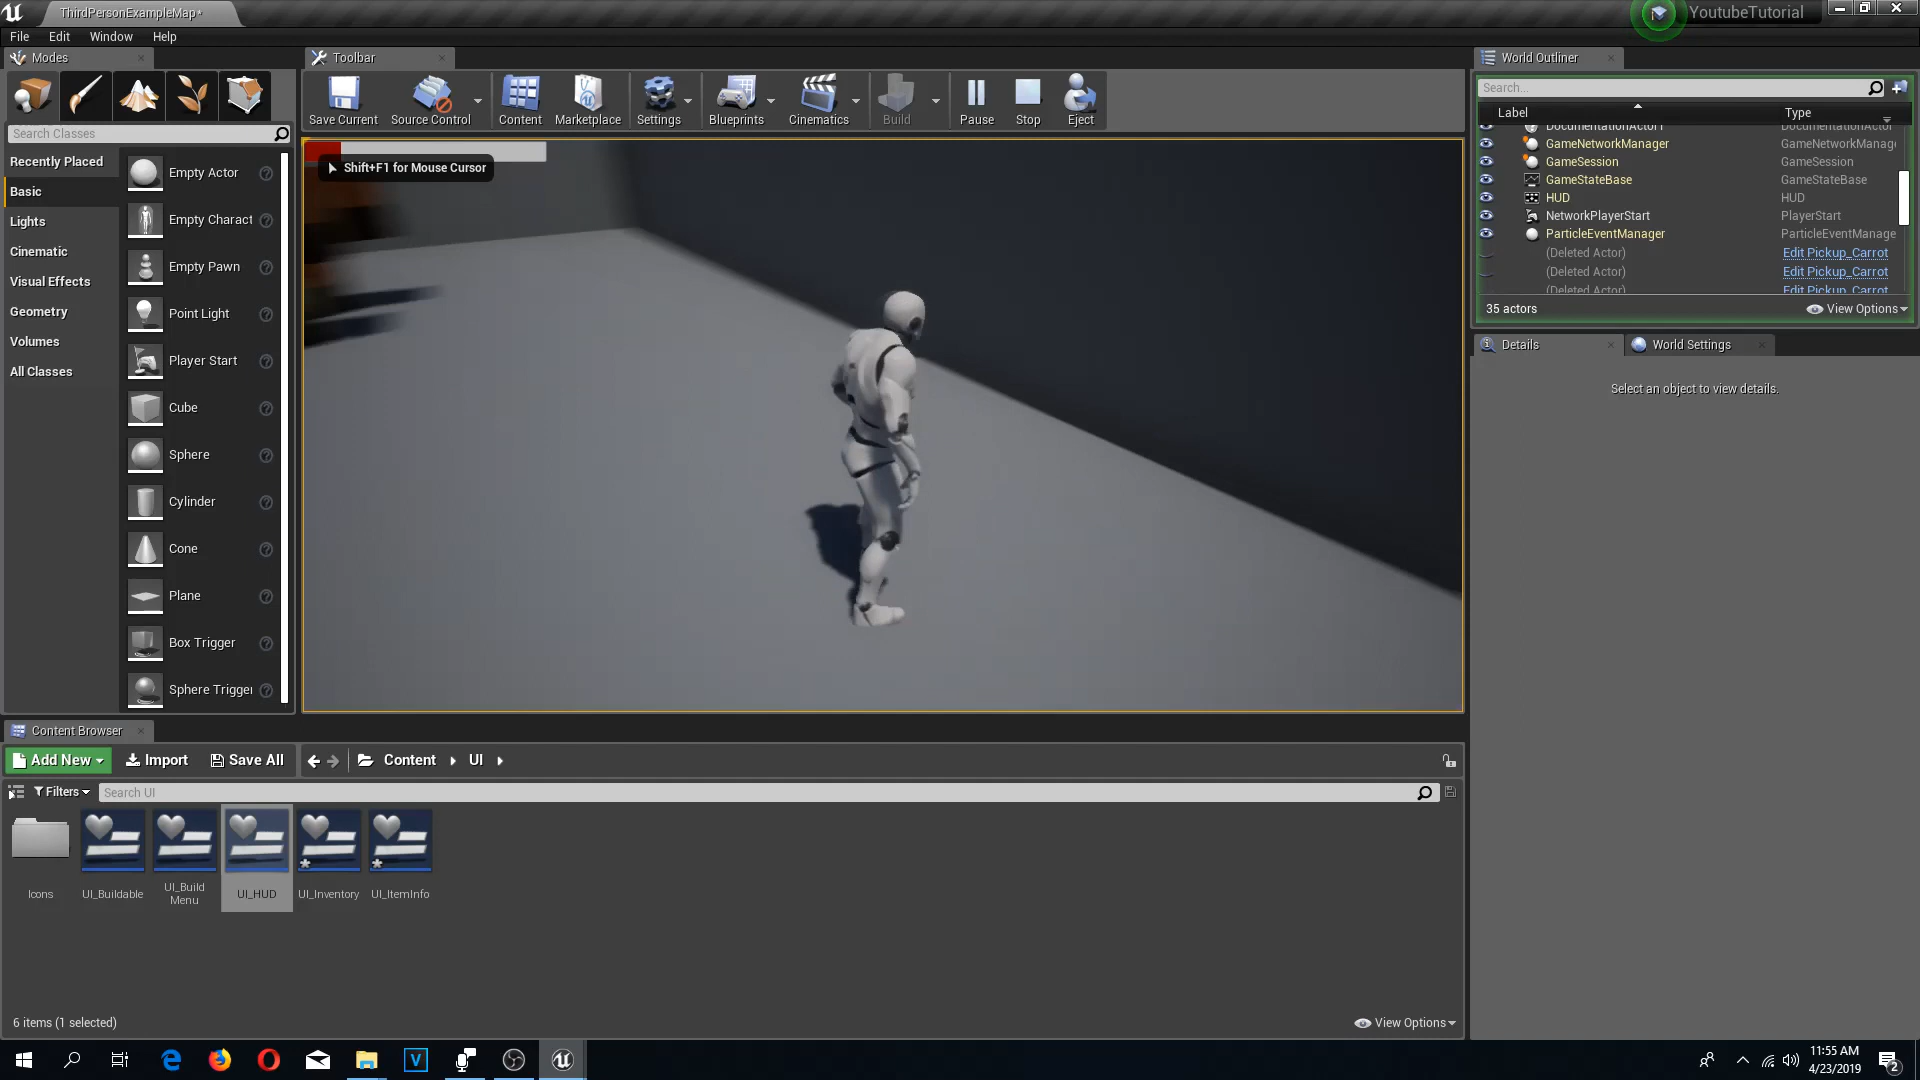 ThirdPersonExampleMap*
YoutubeTutorial
File Edit Window Help
Modes
Toolbar
World Outliner
Save Current
Source Control
Content
Marketplace
Settings
Blueprints
Cinematics
Build
Pause
Stop
Eject
Search Classes
Recently Placed
Basic
Lights
Cinematic
Visual Effects
Geometry
Volumes
All Classes
Empty Actor
Empty Charact
Empty Pawn
Point Light
Player Start
Cube
Sphere
Cylinder
Cone
Plane
Box Trigger
Sphere Trigger
Shift+F1 for Mouse Cursor
Search...
Label Type
DocumentationActor1 DocumentationActor
GameNetworkManager GameNetworkManage
GameSession GameSession
GameStateBase GameStateBase
HUD HUD
NetworkPlayerStart PlayerStart
ParticleEventManager ParticleEventManage
(Deleted Actor) Edit Pickup_Carrot
(Deleted Actor) Edit Pickup_Carrot
(Deleted Actor) Edit Pickup_Carrot
35 actors View Options
Details World Settings
Select an object to view details.
Content Browser
Add New Import Save All Content UI
Filters Search UI
Icons
UI_Buildable
UI_Build
Menu
UI_HUD
UI_Inventory
UI_ItemInfo
6 items (1 selected) View Options
11:55 AM
4/23/2019
2